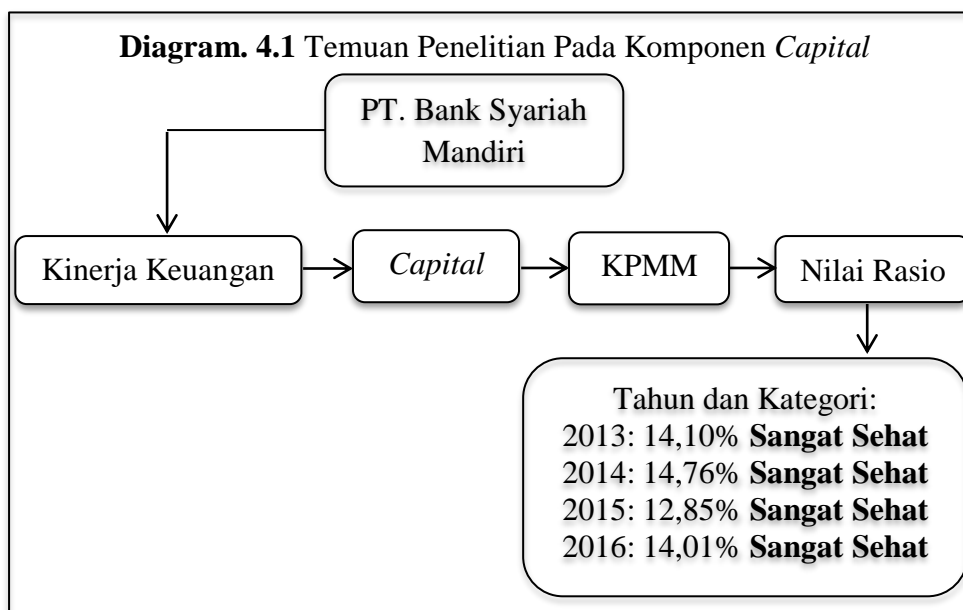 Diagram. 4.1 Temuan Penelitian Pada Komponen Capital
PT. Bank Syariah
Mandiri
Kinerja Keuangan
Capital
KPMM
Nilai Rasio
Tahun dan Kategori:
2013: 14,10% Sangat Sehat
2014: 14,76% Sangat Sehat
2015: 12,85% Sangat Sehat
2016: 14,01% Sangat Sehat